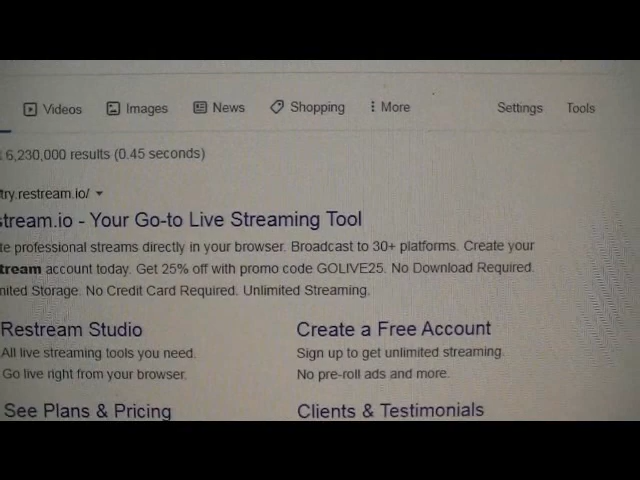 Videos Images News Shopping More Settings Tools
6,230,000 results (0.45 seconds)
try.restream.io/
stream.io - Your Go-to Live Streaming Tool
te professional streams directly in your browser. Broadcast to 30+ platforms. Create your
tream account today. Get 25% off with promo code GOLIVE25. No Download Required.
nited Storage. No Credit Card Required. Unlimited Streaming.
Restream Studio Create a Free Account
All live streaming tools you need. Sign up to get unlimited streaming.
Go live right from your browser. No pre-roll ads and more.
See Plans & Pricing Clients & Testimonials